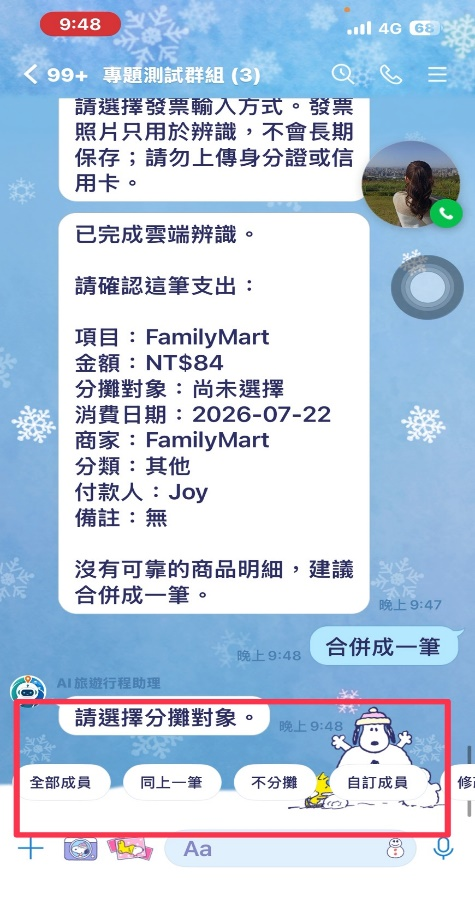 9:48
4G 68
99+ 專題測試群組 (3)
請選擇發票輸入方式。發票
照片只用於辨識，不會長期
保存；請勿上傳身分證或信
用卡。
已完成雲端辨識。
請確認這筆支出：
項目：FamilyMart
金額：NT$84
分攤對象：尚未選擇
消費日期：2026-07-22
商家：FamilyMart
分類：其他
付款人：Joy
備註：無
沒有可靠的商品明細，建議
合併成一筆。
晚上 9:47
合併成一筆
晚上 9:48
AI 旅遊行程助理
請選擇分攤對象。
晚上 9:48
全部成員 同上一筆 不分攤 自訂成員
Aa